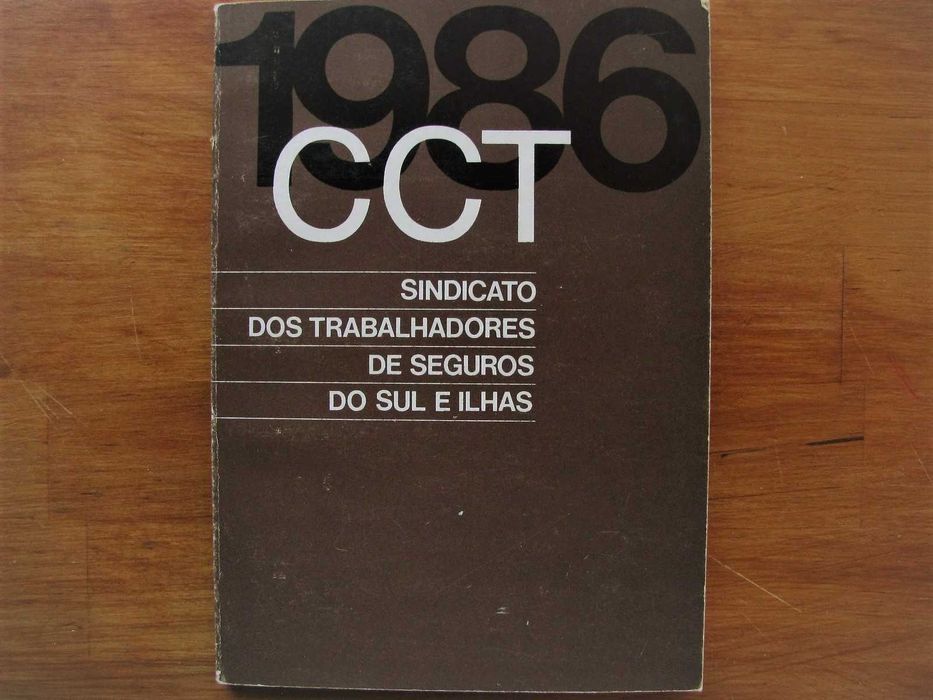 1986
CCT
SINDICATO
DOS TRABALHADORES
DE SEGUROS
DO SUL E ILHAS